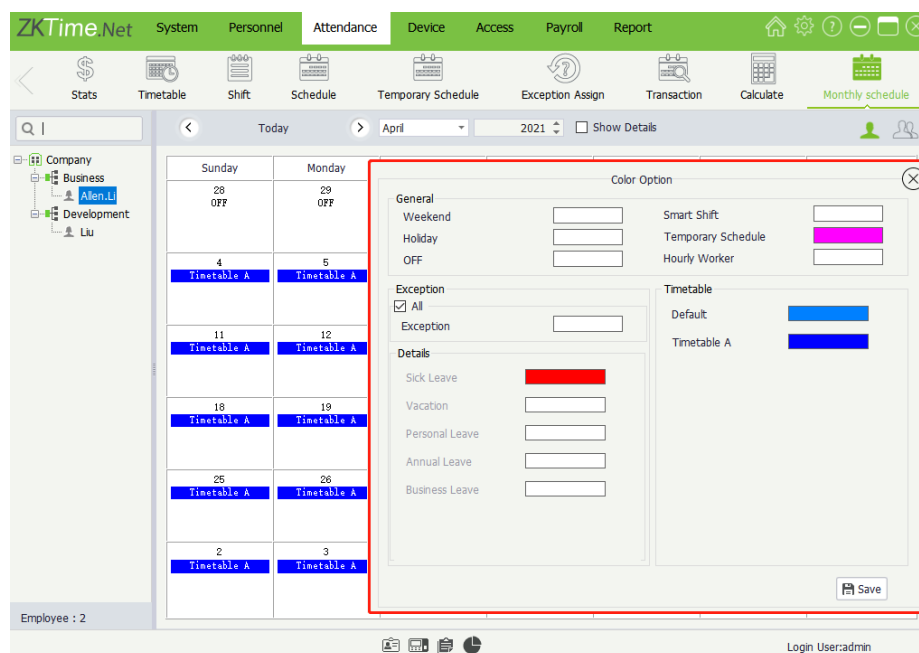 ZKTime.Net System Personnel Attendance Device Access Payroll Report
Stats Timetable Shift Schedule Temporary Schedule Exception Assign Transaction Calculate Monthly schedule
Today April 2021 Show Details
Company
Business
Allen.Li
Development
Liu
Sunday Monday
28 29
OFF OFF
4 5
Timetable A Timetable A
11 12
Timetable A Timetable A
18 19
Timetable A Timetable A
25 26
Timetable A Timetable A
2 3
Timetable A Timetable A
Color Option
General
Weekend Smart Shift
Holiday Temporary Schedule
OFF Hourly Worker
Exception
All
Exception
Details
Sick Leave
Vacation
Personal Leave
Annual Leave
Business Leave
Timetable
Default
Timetable A
Save
Employee : 2
Login User:admin